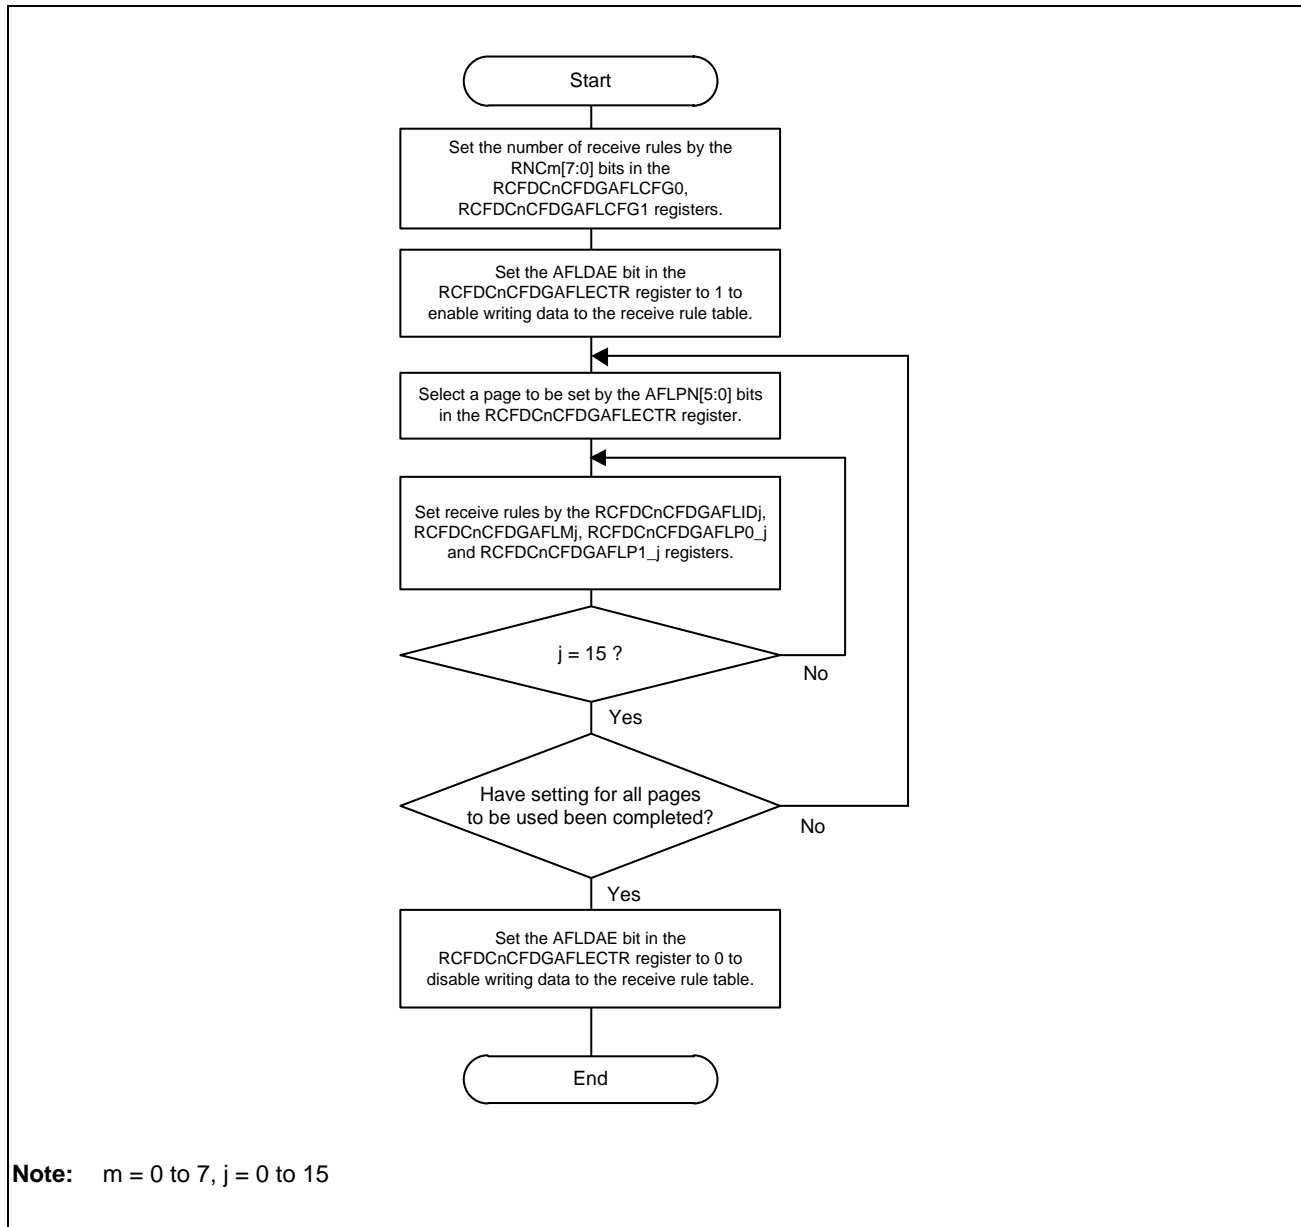 Start
Set the number of receive rules by the
RNCm[7:0] bits in the
RCFDCnCFDGAFLCFG0,
RCFDCnCFDGAFLCFG1 registers.
Set the AFLDAE bit in the
RCFDCnCFDGAFLECTR register to 1 to
enable writing data to the receive rule table.
Select a page to be set by the AFLPN[5:0] bits
in the RCFDCnCFDGAFLECTR register.
Set receive rules by the RCFDCnCFDGAFLIDj,
RCFDCnCFDGAFLMj, RCFDCnCFDGAFLP0_j
and RCFDCnCFDGAFLP1_j registers.
j = 15 ?
No
Yes
Have setting for all pages
to be used been completed?
No
Yes
Set the AFLDAE bit in the
RCFDCnCFDGAFLECTR register to 0 to
disable writing data to the receive rule table.
End
Note: m = 0 to 7, j = 0 to 15